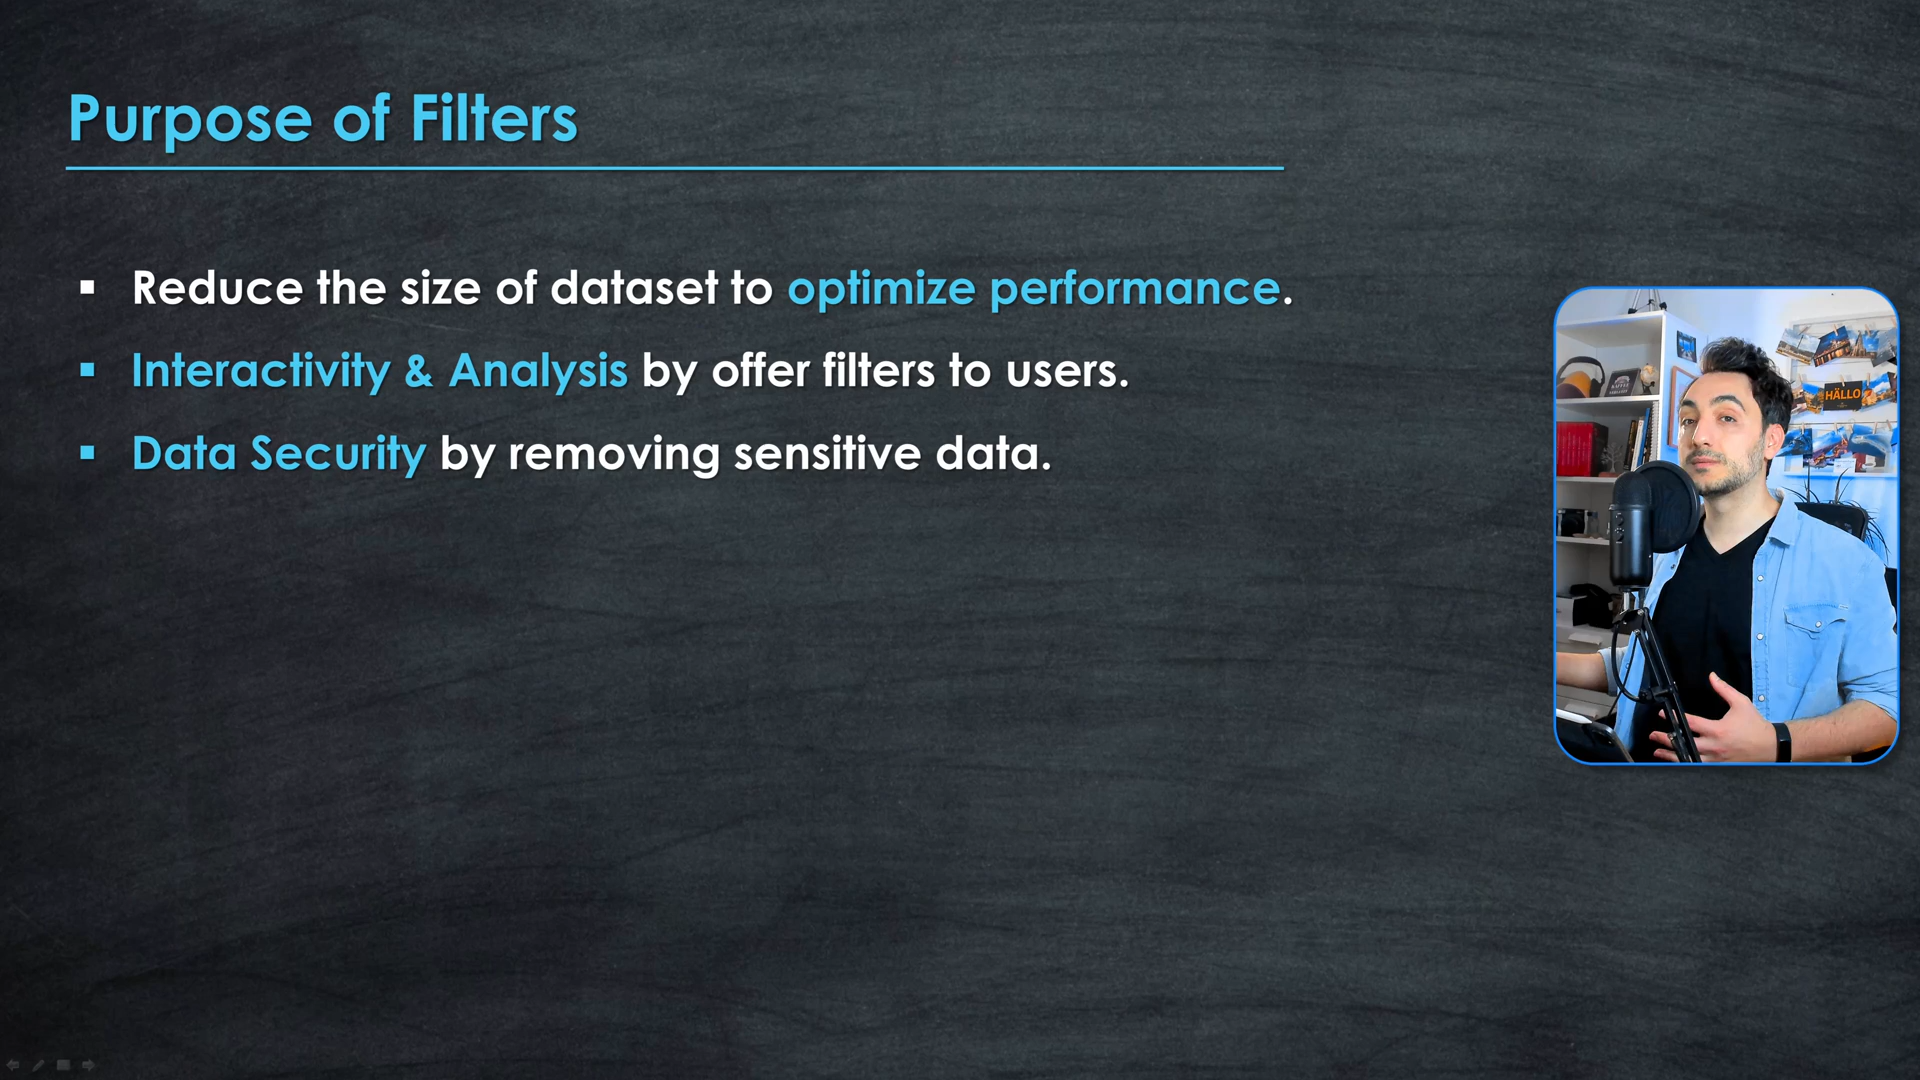 Purpose of Filters
Reduce the size of dataset to optimize performance.
Interactivity & Analysis by offer filters to users.
Data Security by removing sensitive data.
HÄLLO